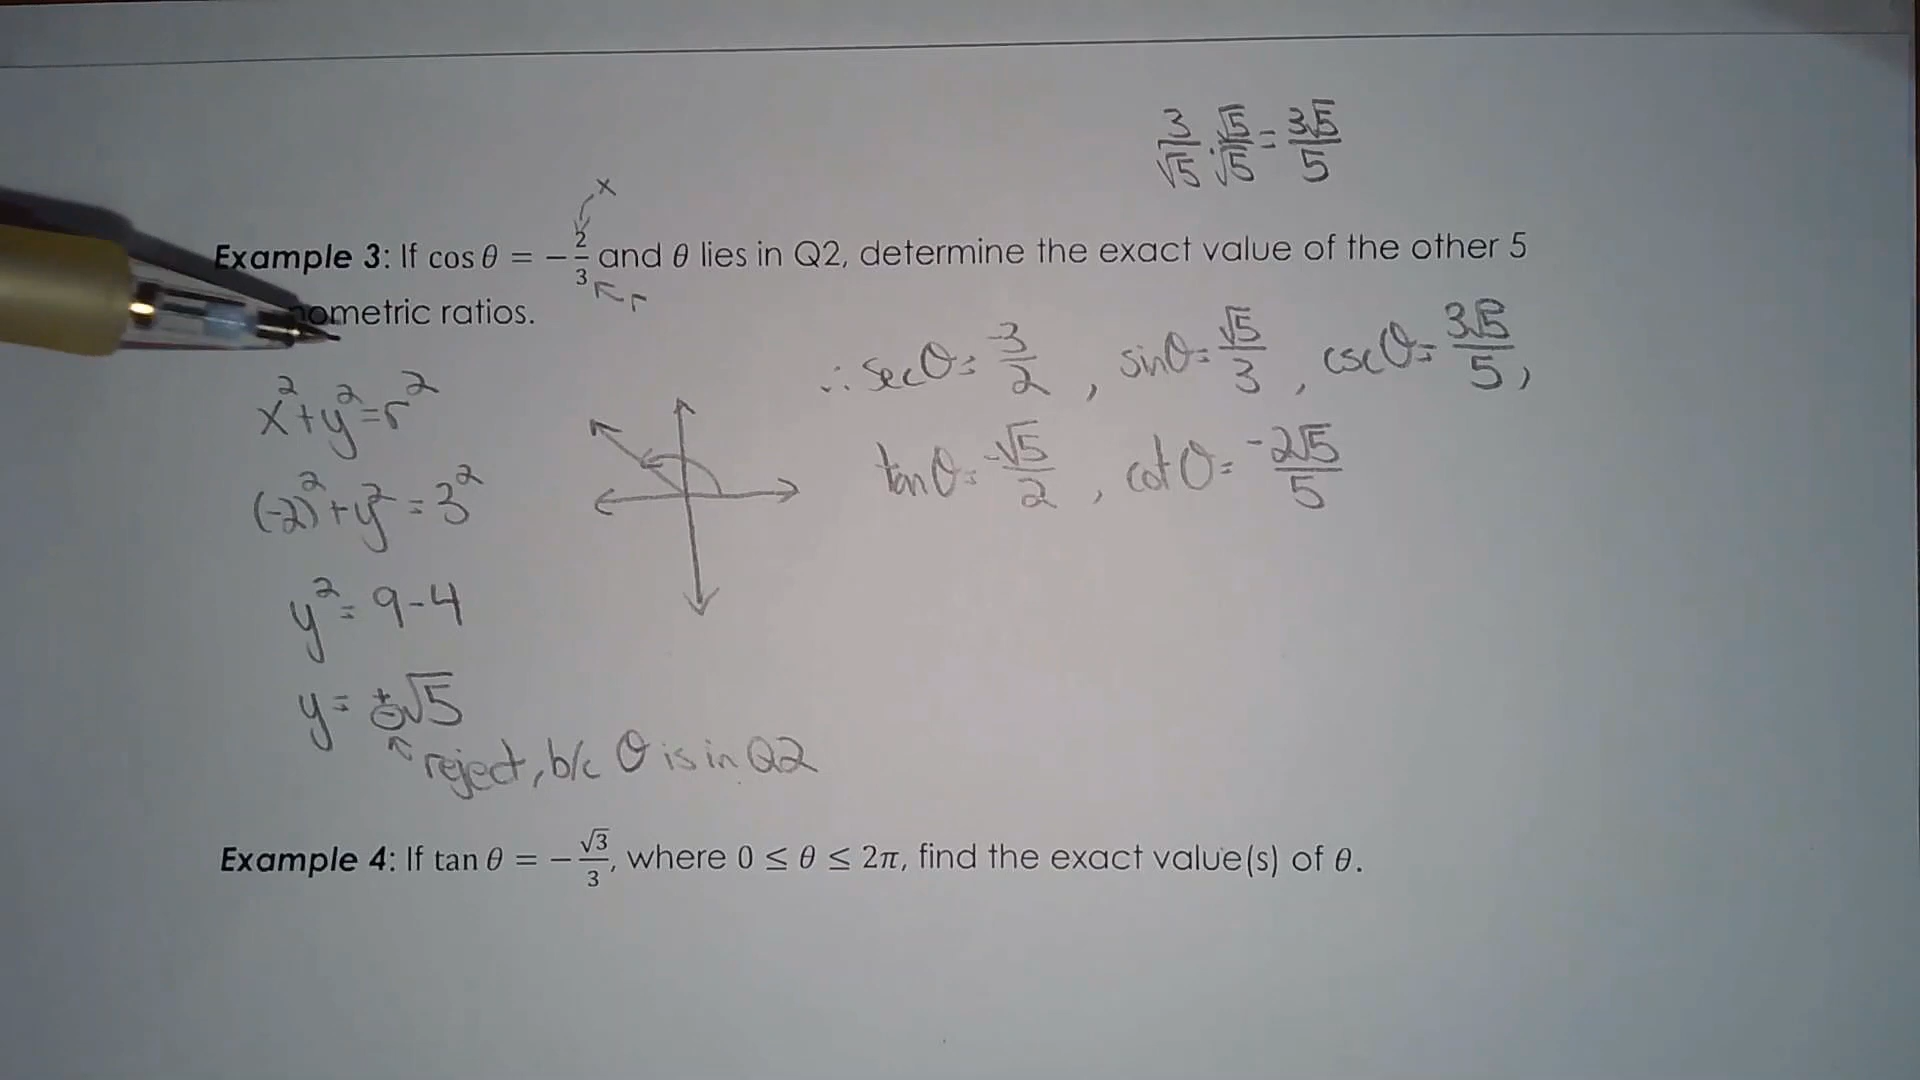 3/√5 · √5/√5 = 3√5/5
x
Example 3: If cos θ = −2/3 and θ lies in Q2, determine the exact value of the other 5
r
ometric ratios.
∴ secθ = -3/2 , sinθ = √5/3 , cscθ = 3√5/5 ,
x²+y²=r²
tanθ = -√5/2 , cotθ = -2√5/5
(-2)²+y² = 3²
y² = 9-4
y = ±√5
reject, b/c θ is in Q2
Example 4: If tan θ = −√3/3, where 0 ≤ θ ≤ 2π, find the exact value(s) of θ.